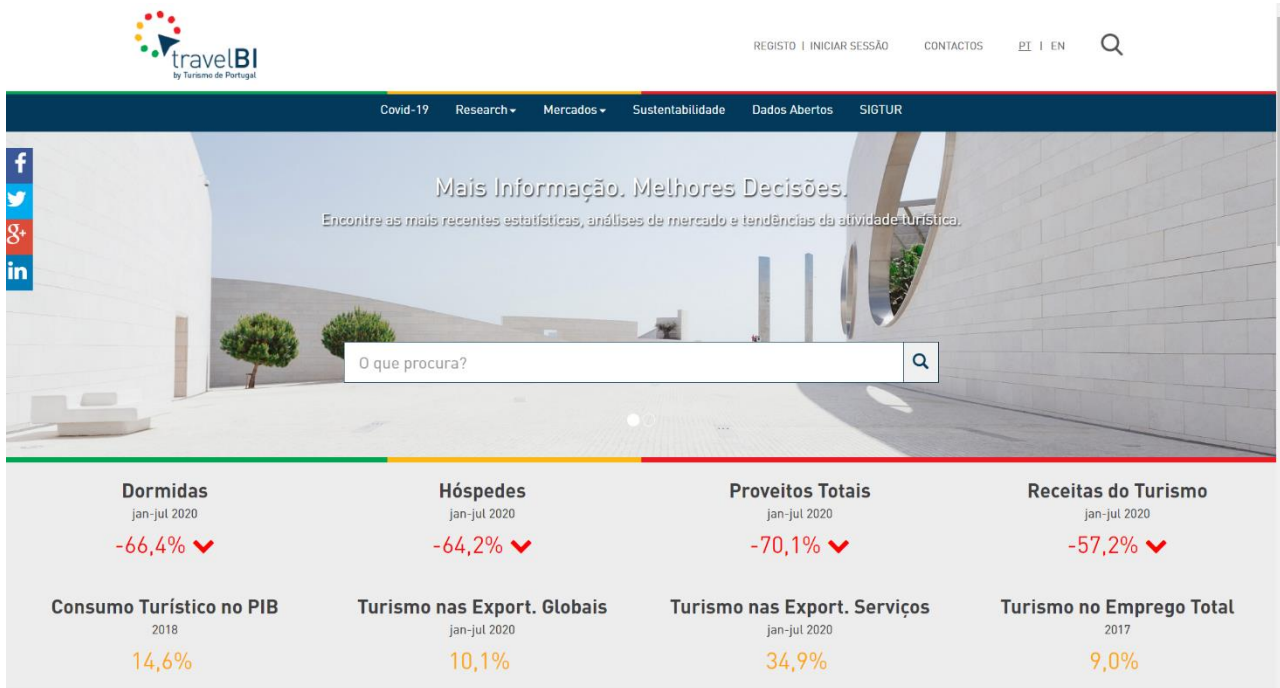 travelBI
by Turismo de Portugal
REGISTO | INICIAR SESSÃO CONTACTOS PT | EN
Covid-19 Research Mercados Sustentabilidade Dados Abertos SIGTUR
f
8+
in
Mais Informação. Melhores Decisões.
Encontre as mais recentes estatísticas, análises de mercado e tendências da atividade turística.
O que procura?
Dormidas Hóspedes Proveitos Totais Receitas do Turismo
jan-jul 2020 jan-jul 2020 jan-jul 2020 jan-jul 2020
-66,4% -64,2% -70,1% -57,2%
Consumo Turístico no PIB Turismo nas Export. Globais Turismo nas Export. Serviços Turismo no Emprego Total
2018 jan-jul 2020 jan-jul 2020 2017
14,6% 10,1% 34,9% 9,0%